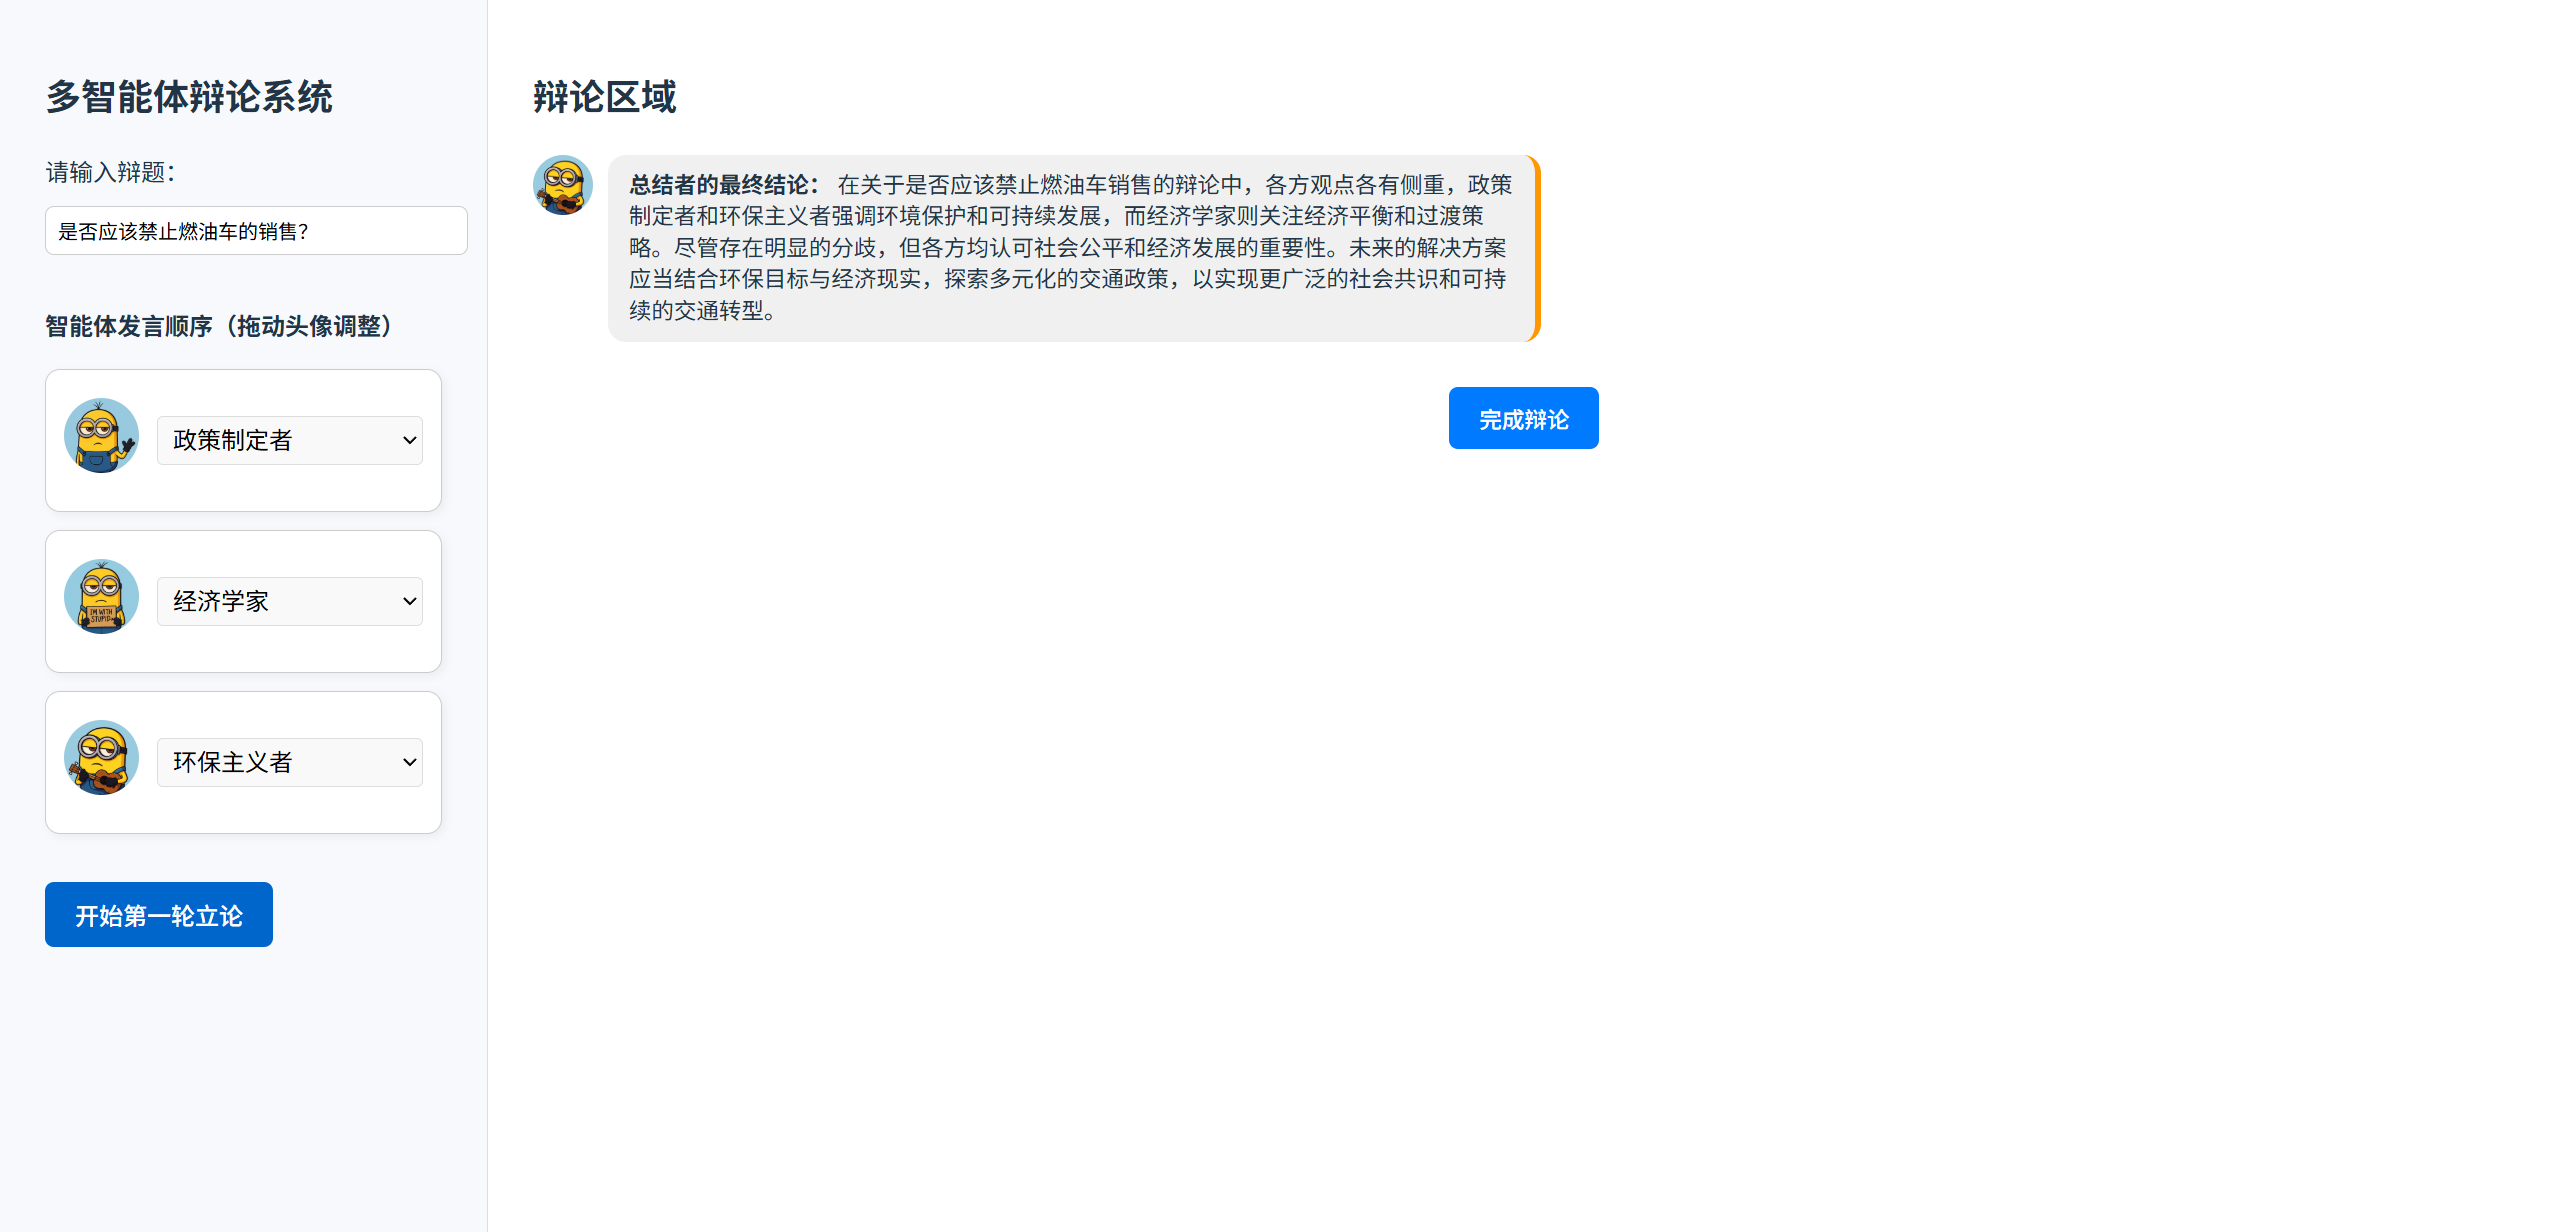 多智能体辩论系统
请输入辩题：
是否应该禁止燃油车的销售？
智能体发言顺序（拖动头像调整）
政策制定者
I'M WITH
STUPID
经济学家
环保主义者
开始第一轮立论
辩论区域
总结者的最终结论： 在关于是否应该禁止燃油车销售的辩论中，各方观点各有侧重，政策
制定者和环保主义者强调环境保护和可持续发展，而经济学家则关注经济平衡和过渡策
略。尽管存在明显的分歧，但各方均认可社会公平和经济发展的重要性。未来的解决方案
应当结合环保目标与经济现实，探索多元化的交通政策，以实现更广泛的社会共识和可持
续的交通转型。
完成辩论